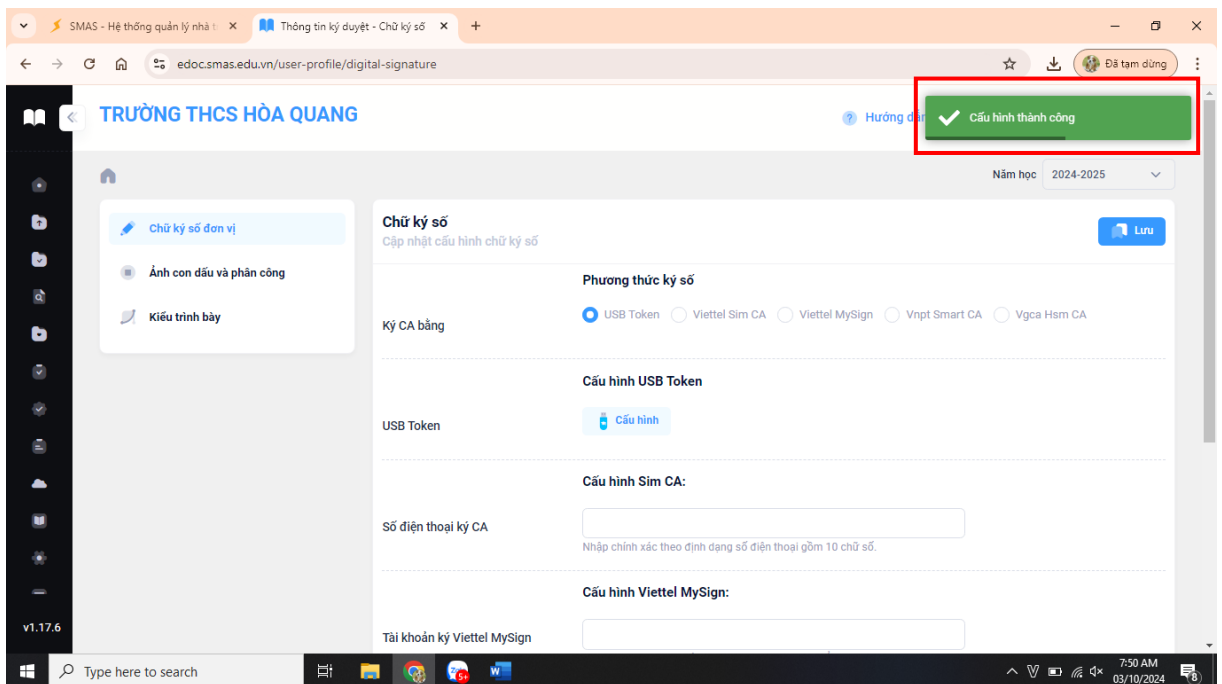 SMAS - Hệ thống quản lý nhà t
Thông tin ký duyệt - Chữ ký số
edoc.smas.edu.vn/user-profile/digital-signature
Đã tạm dừng
TRƯỜNG THCS HÒA QUANG
Hướng dẫn
Cấu hình thành công
Năm học 2024-2025
Chữ ký số đơn vị
Ảnh con dấu và phân công
Kiểu trình bày
Chữ ký số
Cập nhật cấu hình chữ ký số
Lưu
Phương thức ký số
Ký CA bằng
USB Token Viettel Sim CA Viettel MySign Vnpt Smart CA Vgca Hsm CA
Cấu hình USB Token
USB Token
Cấu hình
Cấu hình Sim CA:
Số điện thoại ký CA
Nhập chính xác theo định dạng số điện thoại gồm 10 chữ số.
Cấu hình Viettel MySign:
Tài khoản ký Viettel MySign
v1.17.6
Type here to search
5+
7:50 AM
03/10/2024
8